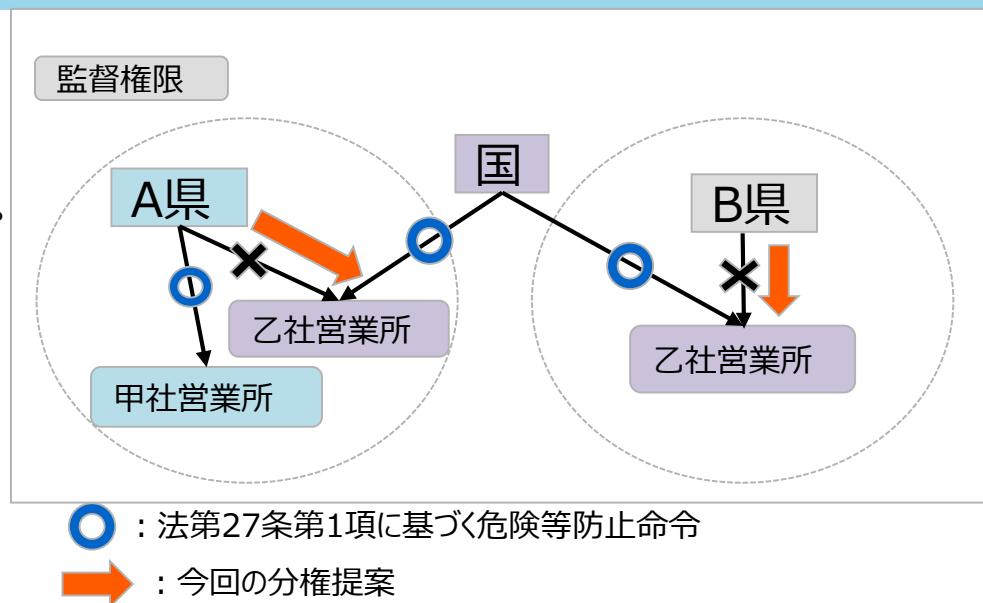 監督権限
国
A県
B県
乙社営業所
乙社営業所
甲社営業所
：法第27条第1項に基づく危険等防止命令
：今回の分権提案